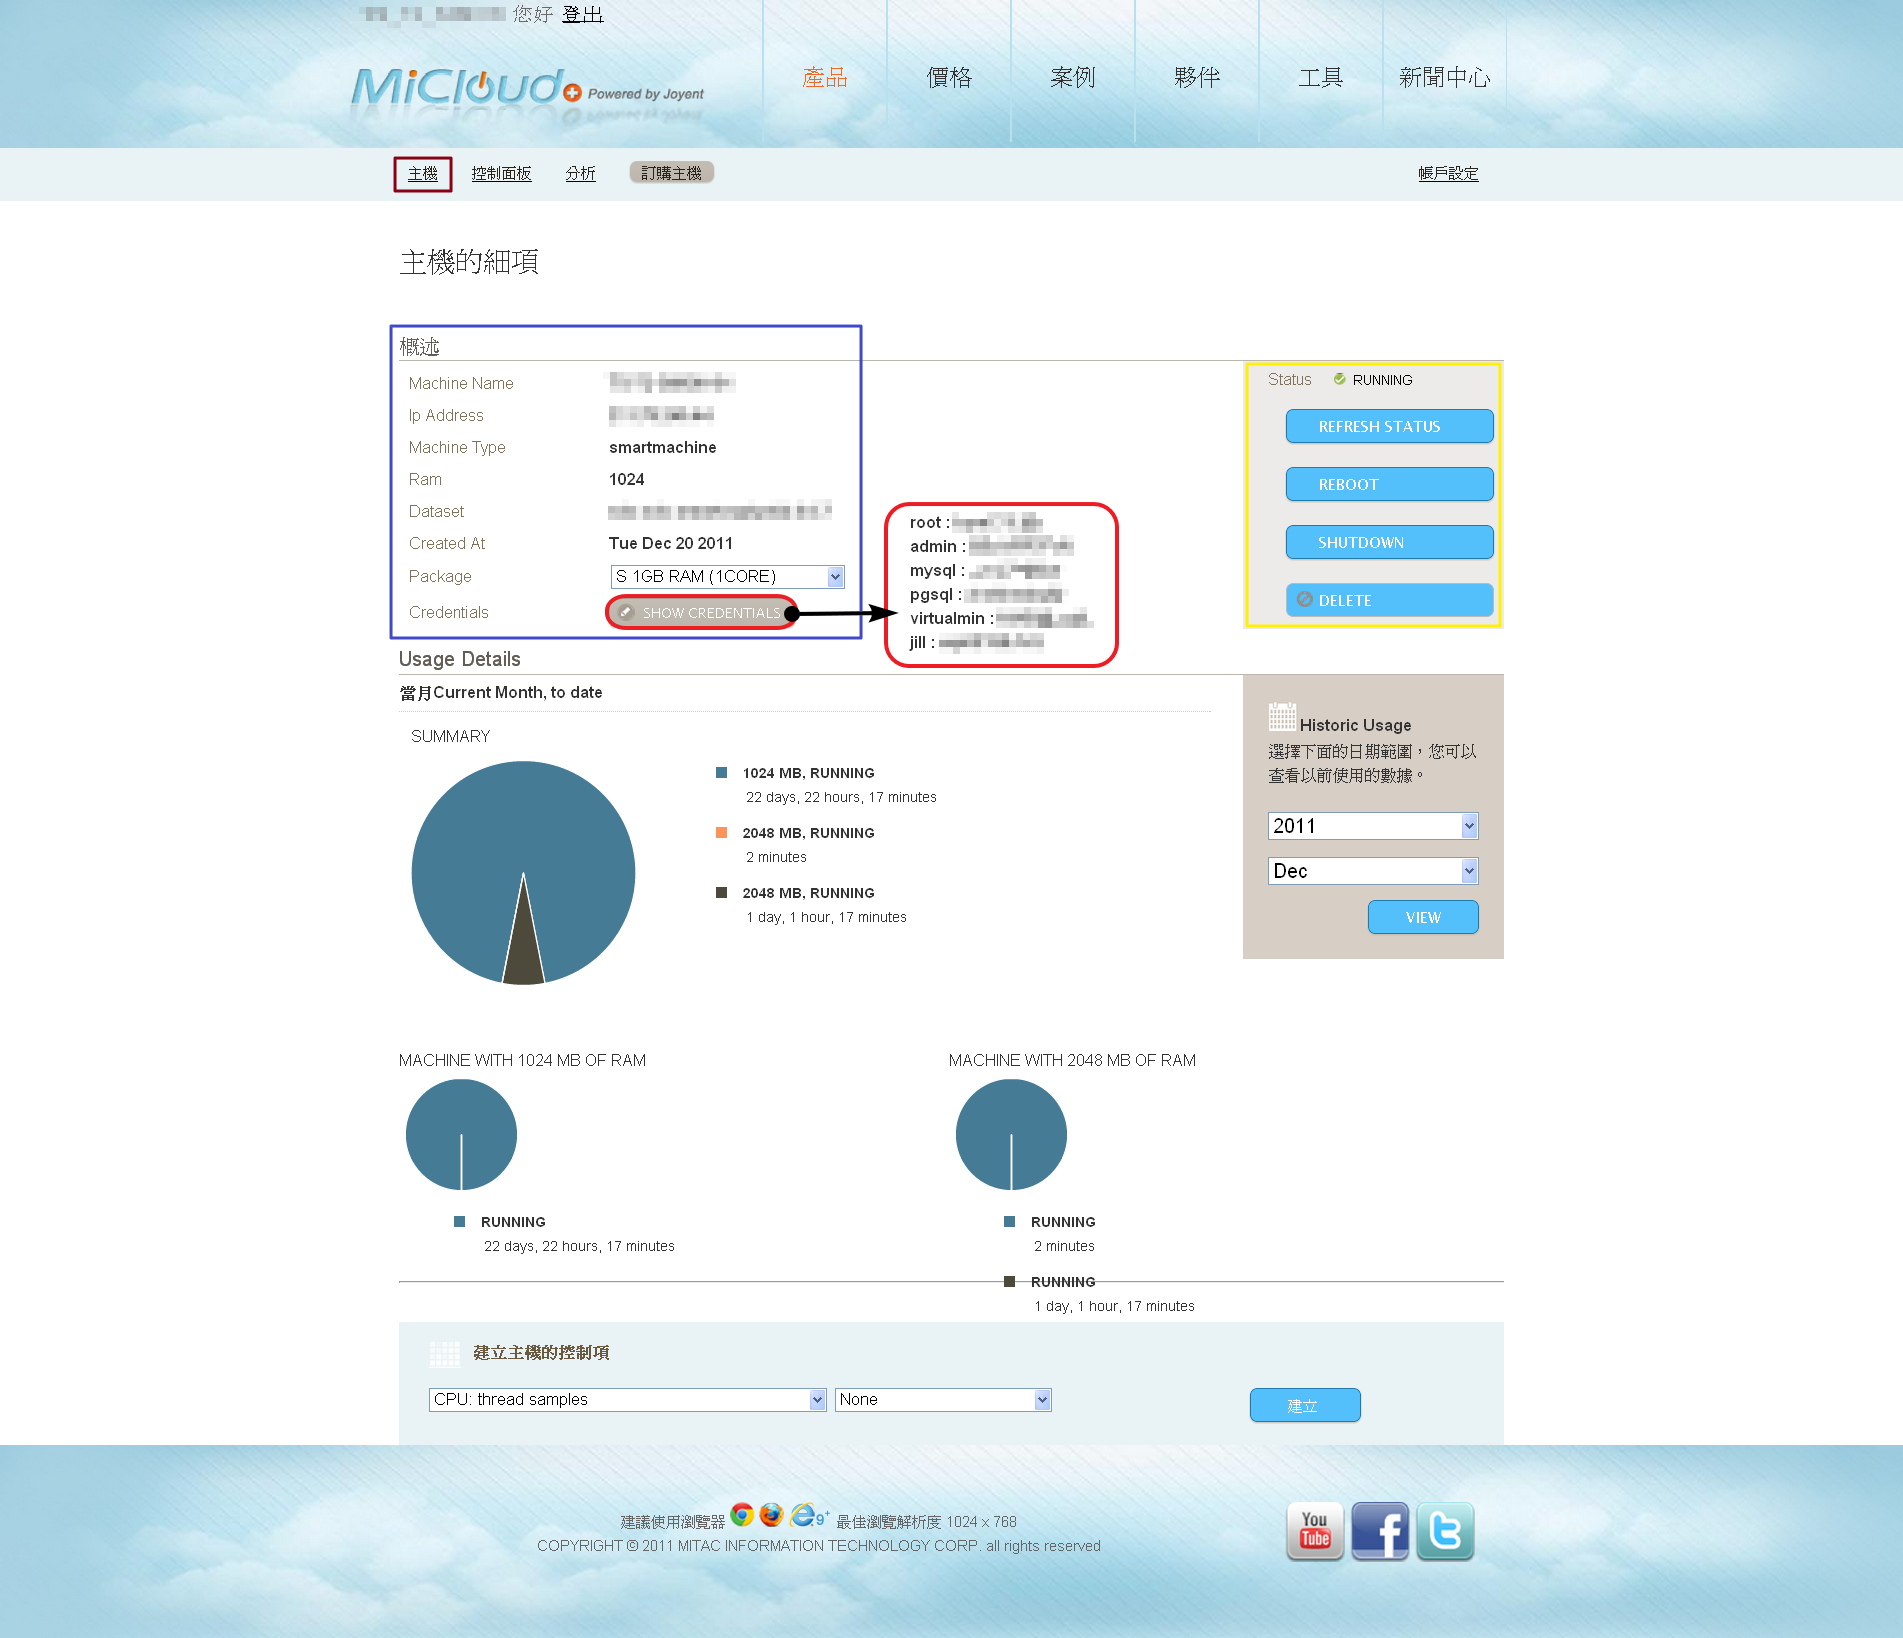 您好 登出
MiCloud Powered by Joyent
產品 價格 案例 夥伴 工具 新聞中心
主機 控制面板 分析 訂購主機 帳戶設定
主機的細項
概述
Machine Name
Ip Address
Machine Type smartmachine
Ram 1024
Dataset
Created At Tue Dec 20 2011
Package S 1GB RAM (1CORE)
Credentials SHOW CREDENTIALS
root :
admin :
mysql :
pgsql :
virtualmin :
jill :
Status RUNNING
REFRESH STATUS
REBOOT
SHUTDOWN
DELETE
Usage Details
當月Current Month, to date
SUMMARY
1024 MB, RUNNING
22 days, 22 hours, 17 minutes
2048 MB, RUNNING
2 minutes
2048 MB, RUNNING
1 day, 1 hour, 17 minutes
Historic Usage
選擇下面的日期範圍，您可以
查看以前使用的數據。
2011
Dec
VIEW
MACHINE WITH 1024 MB OF RAM
RUNNING
22 days, 22 hours, 17 minutes
MACHINE WITH 2048 MB OF RAM
RUNNING
2 minutes
RUNNING
1 day, 1 hour, 17 minutes
建立主機的控制項
CPU: thread samples None 建立
建議使用瀏覽器 9+ 最佳瀏覽解析度 1024 x 768
COPYRIGHT © 2011 MITAC INFORMATION TECHNOLOGY CORP. all rights reserved
You Tube f t